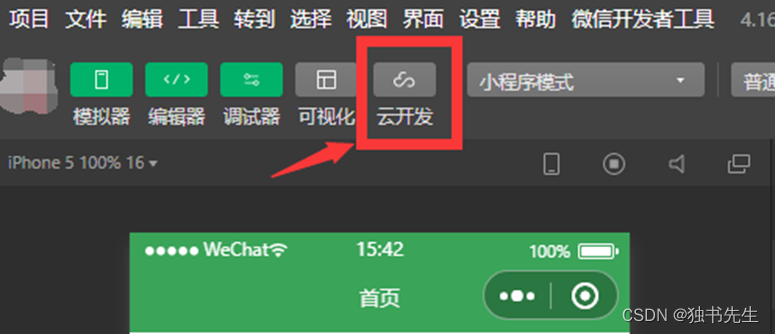 项目 文件 编辑 工具 转到 选择 视图 界面 设置 帮助 微信开发者工具 4.16
小程序模式 普通
模拟器 编辑器 调试器 可视化 云开发
iPhone 5 100% 16
WeChat 15:42 100%
首页
CSDN @独书先生